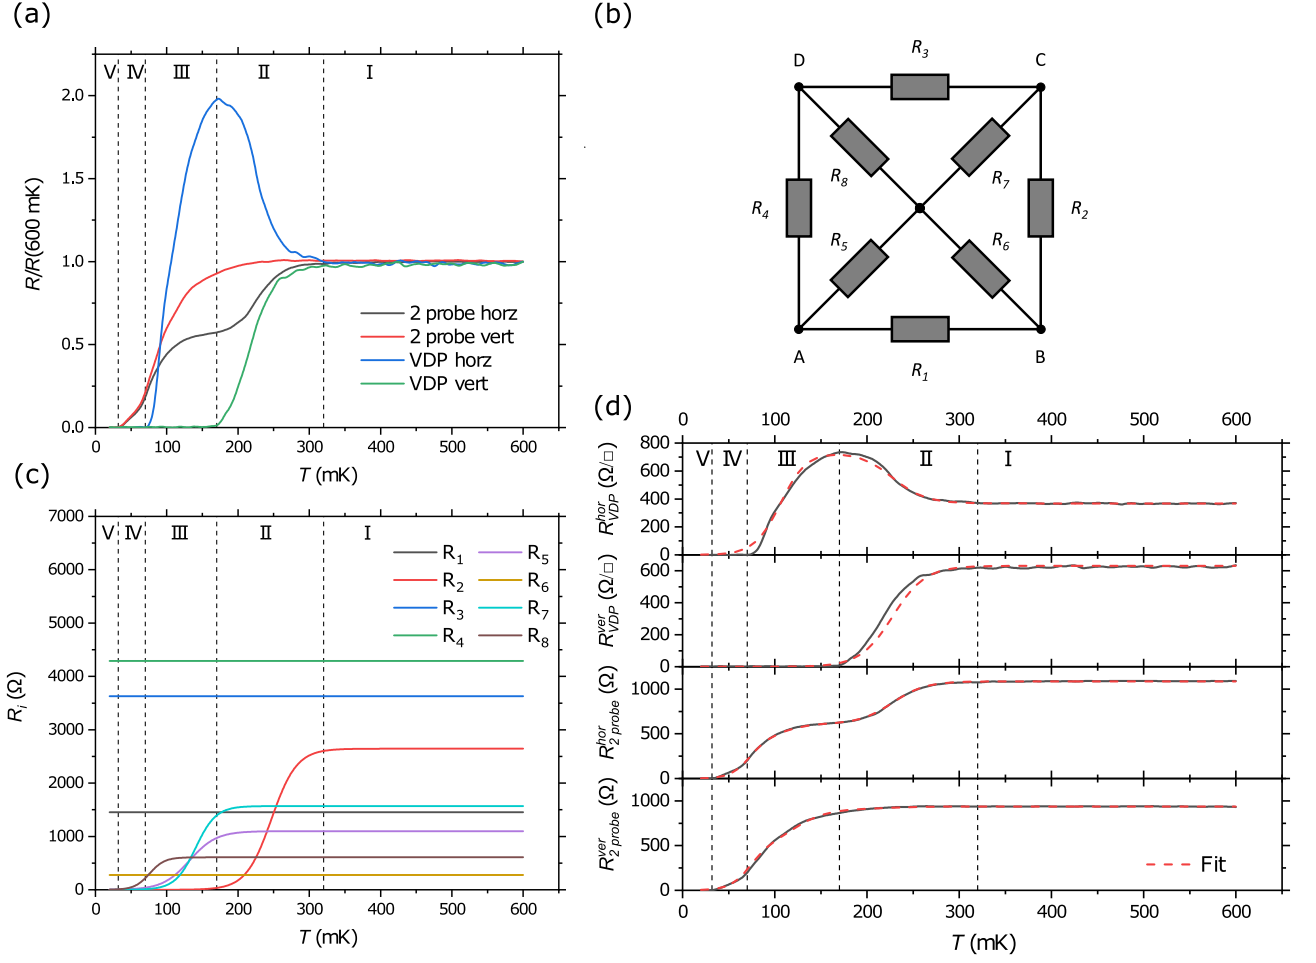 (a)
V IV III II I
2.0
1.5
1.0
0.5
0.0
R/R(600 mK)
2 probe horz
2 probe vert
VDP horz
VDP vert
0 100 200 300 400 500 600
T (mK)
(b)
D R3 C
R8 R7
R4 R2
R5 R6
A R1 B
(c)
7000
6000
5000
4000
3000
2000
1000
0
Ri (Ω)
V IV III II I
R1 R5
R2 R6
R3 R7
R4 R8
0 100 200 300 400 500 600
T (mK)
(d)
0 100 200 300 400 500 600
V IV III II I
800
600
400
200
0
R^hor_VDP (Ω/□)
600
400
200
0
R^ver_VDP (Ω/□)
1000
500
0
R^hor_2 probe (Ω)
1000
500
0
R^ver_2 probe (Ω)
Fit
0 100 200 300 400 500 600
T (mK)